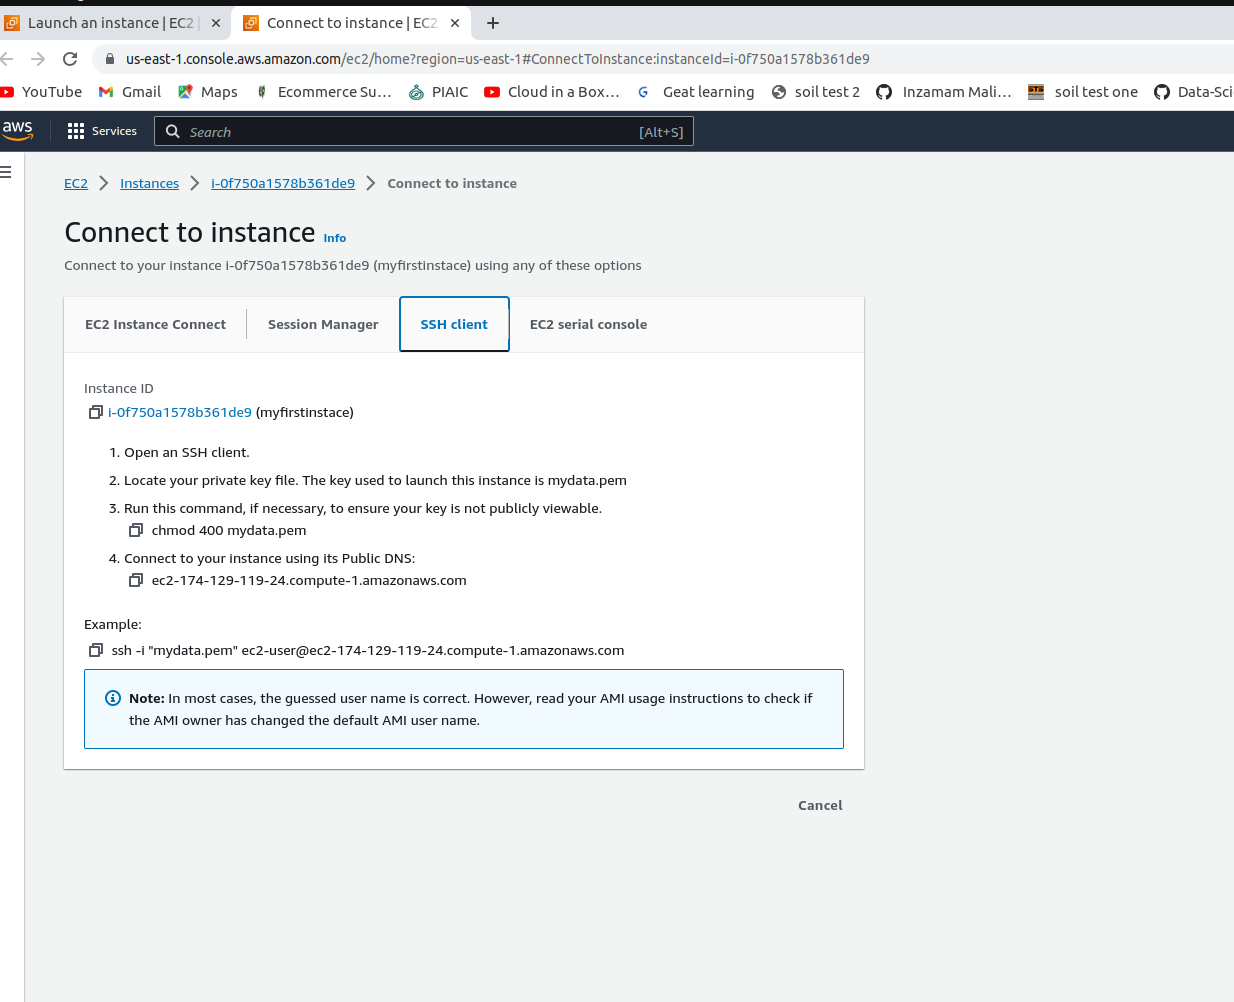 Launch an instance | EC2 |
Connect to instance | EC2
us-east-1.console.aws.amazon.com/ec2/home?region=us-east-1#ConnectToInstance:instanceId=i-0f750a1578b361de9
YouTube Gmail Maps Ecommerce Su... PIAIC Cloud in a Box... Geat learning soil test 2 Inzamam Mali... soil test one Data-Sci
aws Services Search [Alt+S]
EC2 Instances i-0f750a1578b361de9 Connect to instance
Connect to instance Info
Connect to your instance i-0f750a1578b361de9 (myfirstinstace) using any of these options
EC2 Instance Connect Session Manager SSH client EC2 serial console
Instance ID
i-0f750a1578b361de9 (myfirstinstace)
1. Open an SSH client.
2. Locate your private key file. The key used to launch this instance is mydata.pem
3. Run this command, if necessary, to ensure your key is not publicly viewable.
chmod 400 mydata.pem
4. Connect to your instance using its Public DNS:
ec2-174-129-119-24.compute-1.amazonaws.com
Example:
ssh -i "mydata.pem" ec2-user@ec2-174-129-119-24.compute-1.amazonaws.com
Note: In most cases, the guessed user name is correct. However, read your AMI usage instructions to check if
the AMI owner has changed the default AMI user name.
Cancel